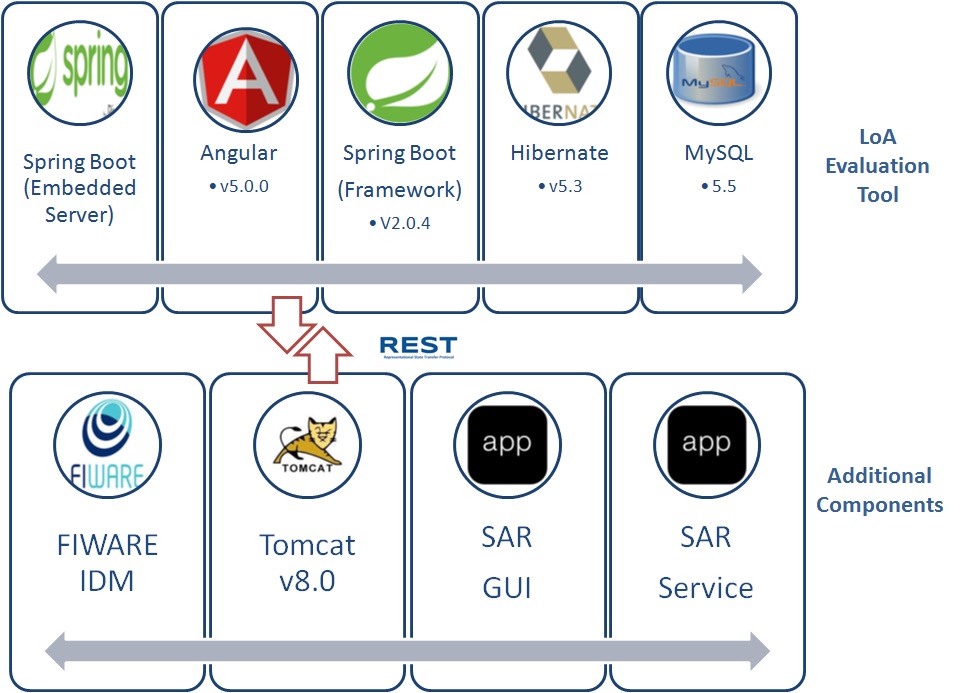 spring
Spring Boot
(Embedded
Server)
Angular
• v5.0.0
Spring Boot
(Framework)
• V2.0.4
IBERNAT
Hibernate
• v5.3
MySQL
MySQL
• 5.5
LoA
Evaluation
Tool
REST
Representational State Transfer Protocol
FIWARE
FIWARE
IDM
TOMCAT
Tomcat
v8.0
app
SAR
GUI
app
SAR
Service
Additional
Components